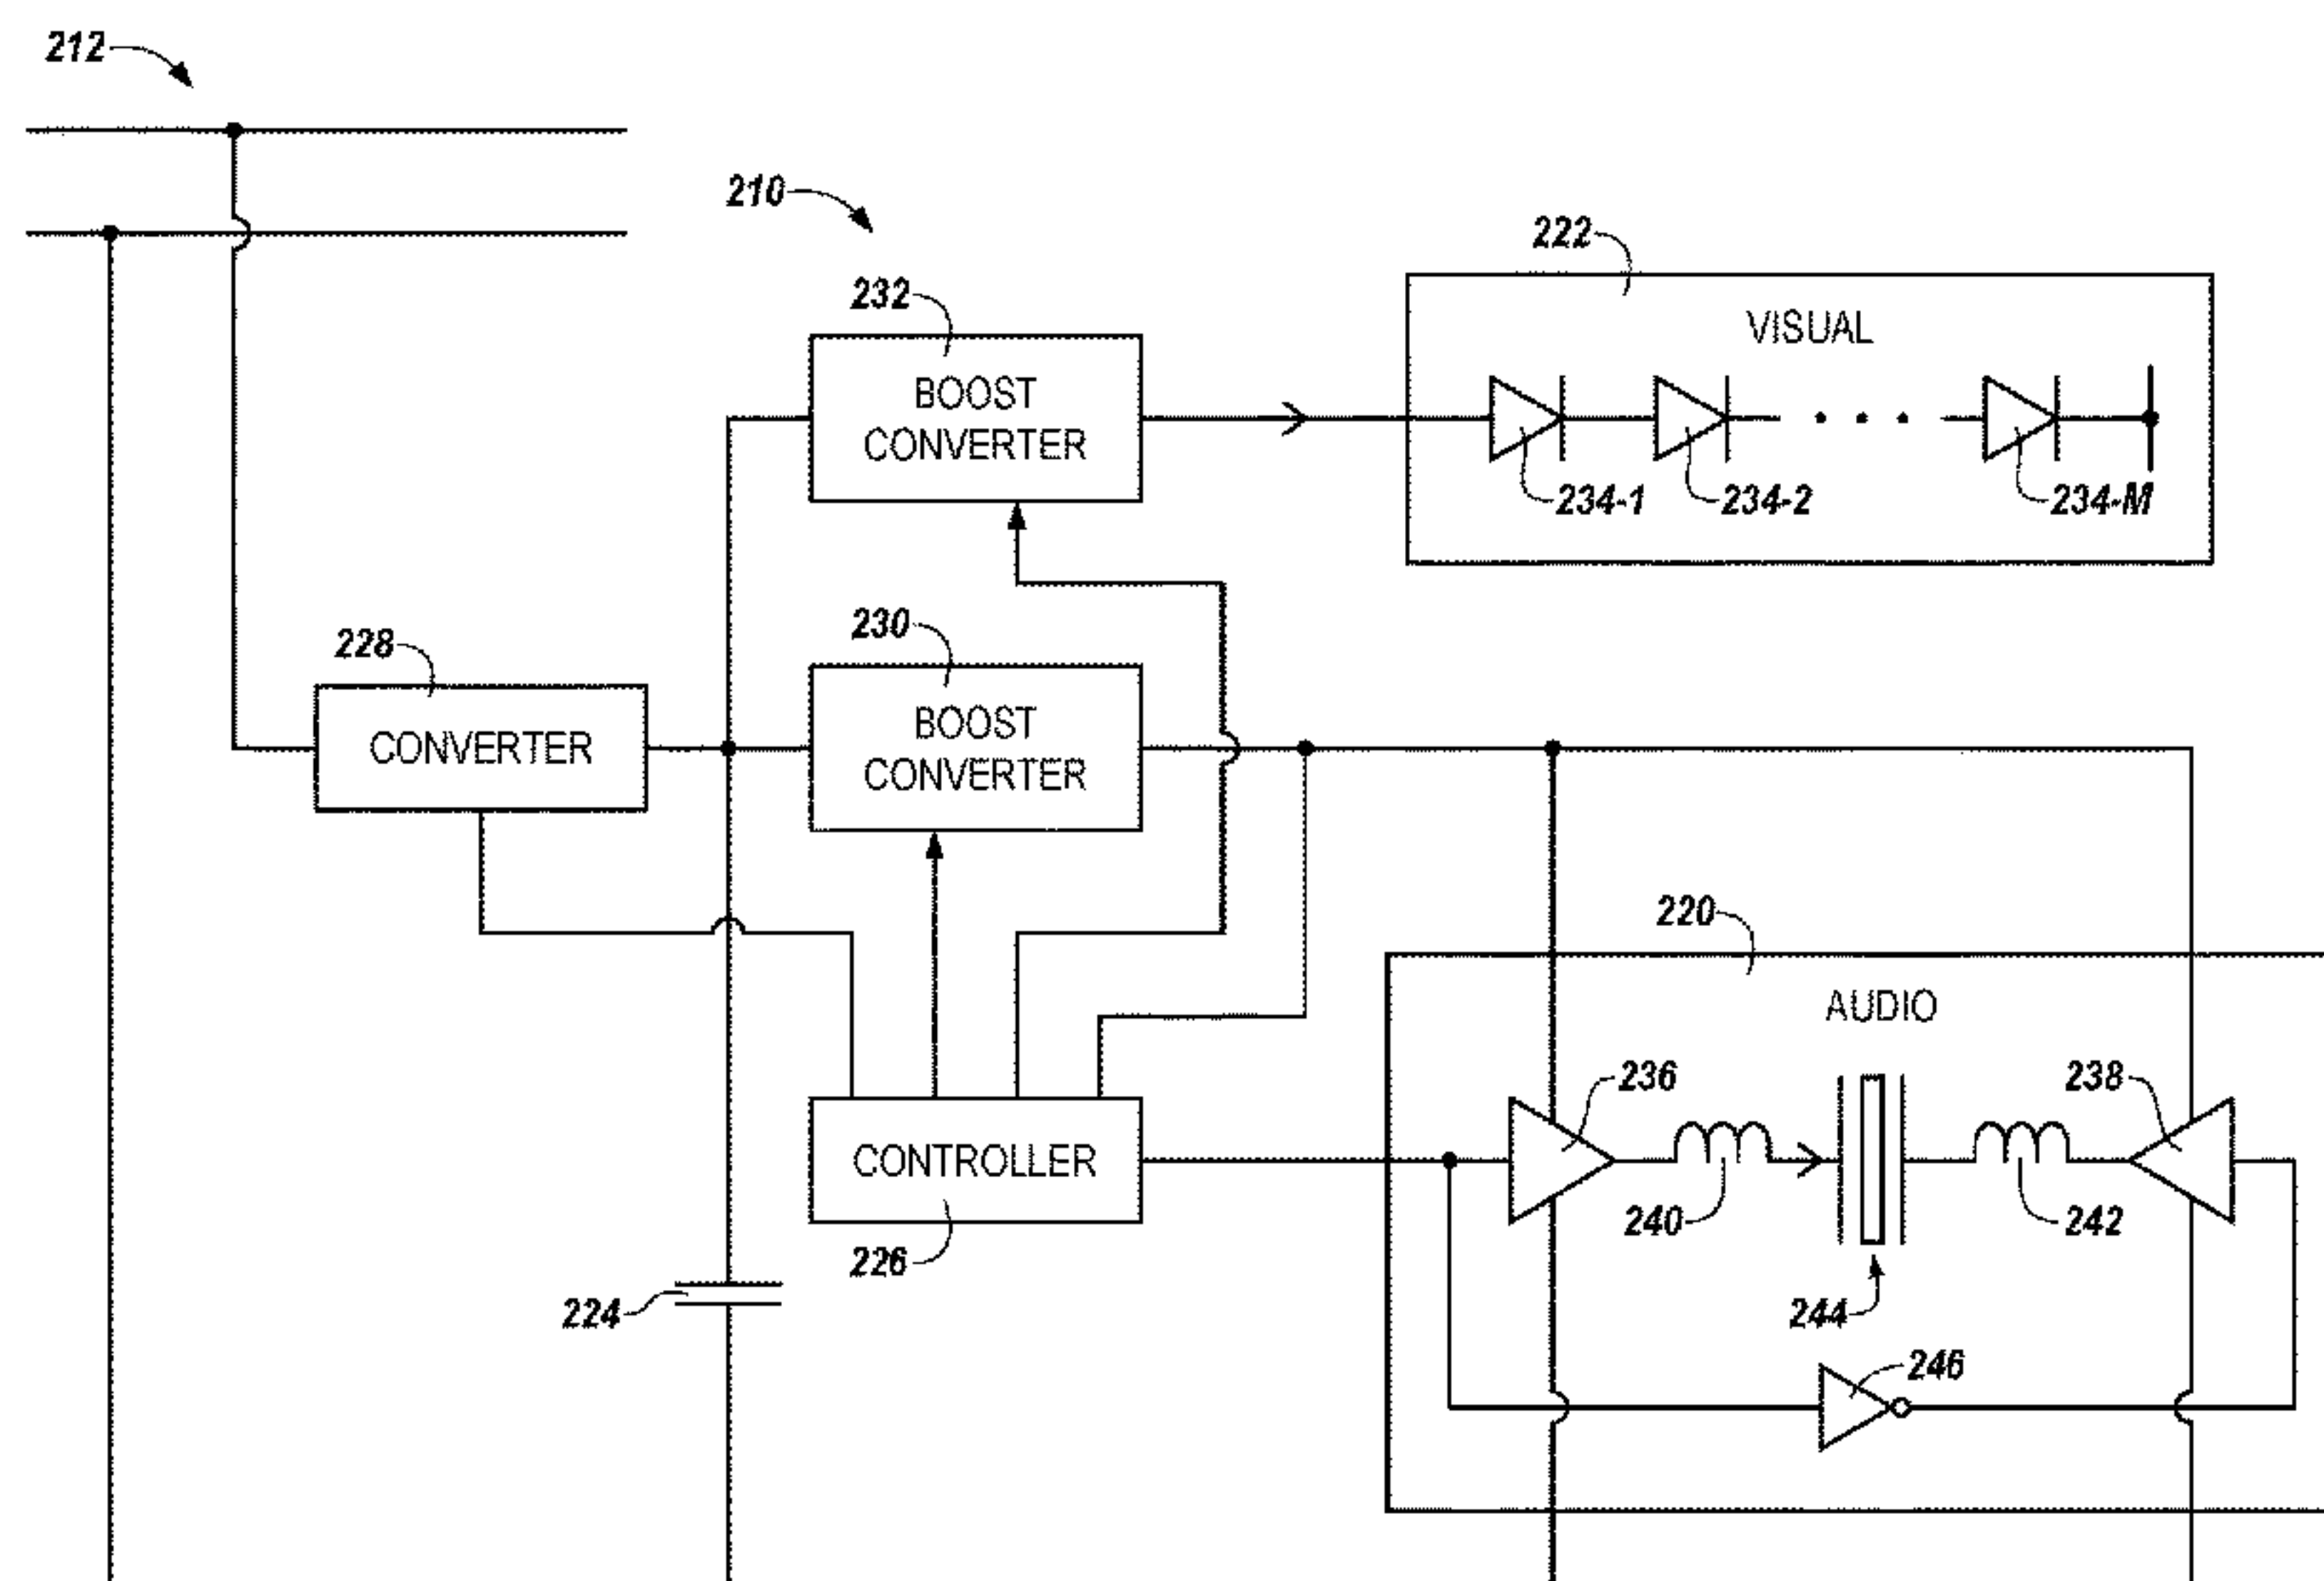 212
210
222
232
VISUAL
BOOST
CONVERTER
234-1
234-2
234-M
230
228
BOOST
CONVERTER
CONVERTER
220
AUDIO
236
238
CONTROLLER
240
242
226
224
244
246